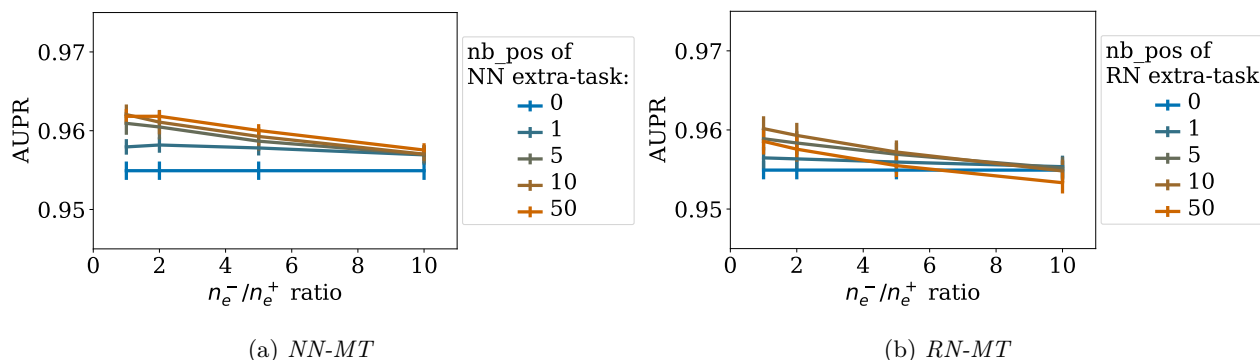 AUPR
0.97
0.96
0.95
0 2 4 6 8 10
n_e^-/n_e^+ ratio
nb_pos of
NN extra-task:
0
1
5
10
50
(a) NN-MT
AUPR
0.97
0.96
0.95
0 2 4 6 8 10
n_e^-/n_e^+ ratio
nb_pos of
RN extra-task
0
1
5
10
50
(b) RN-MT